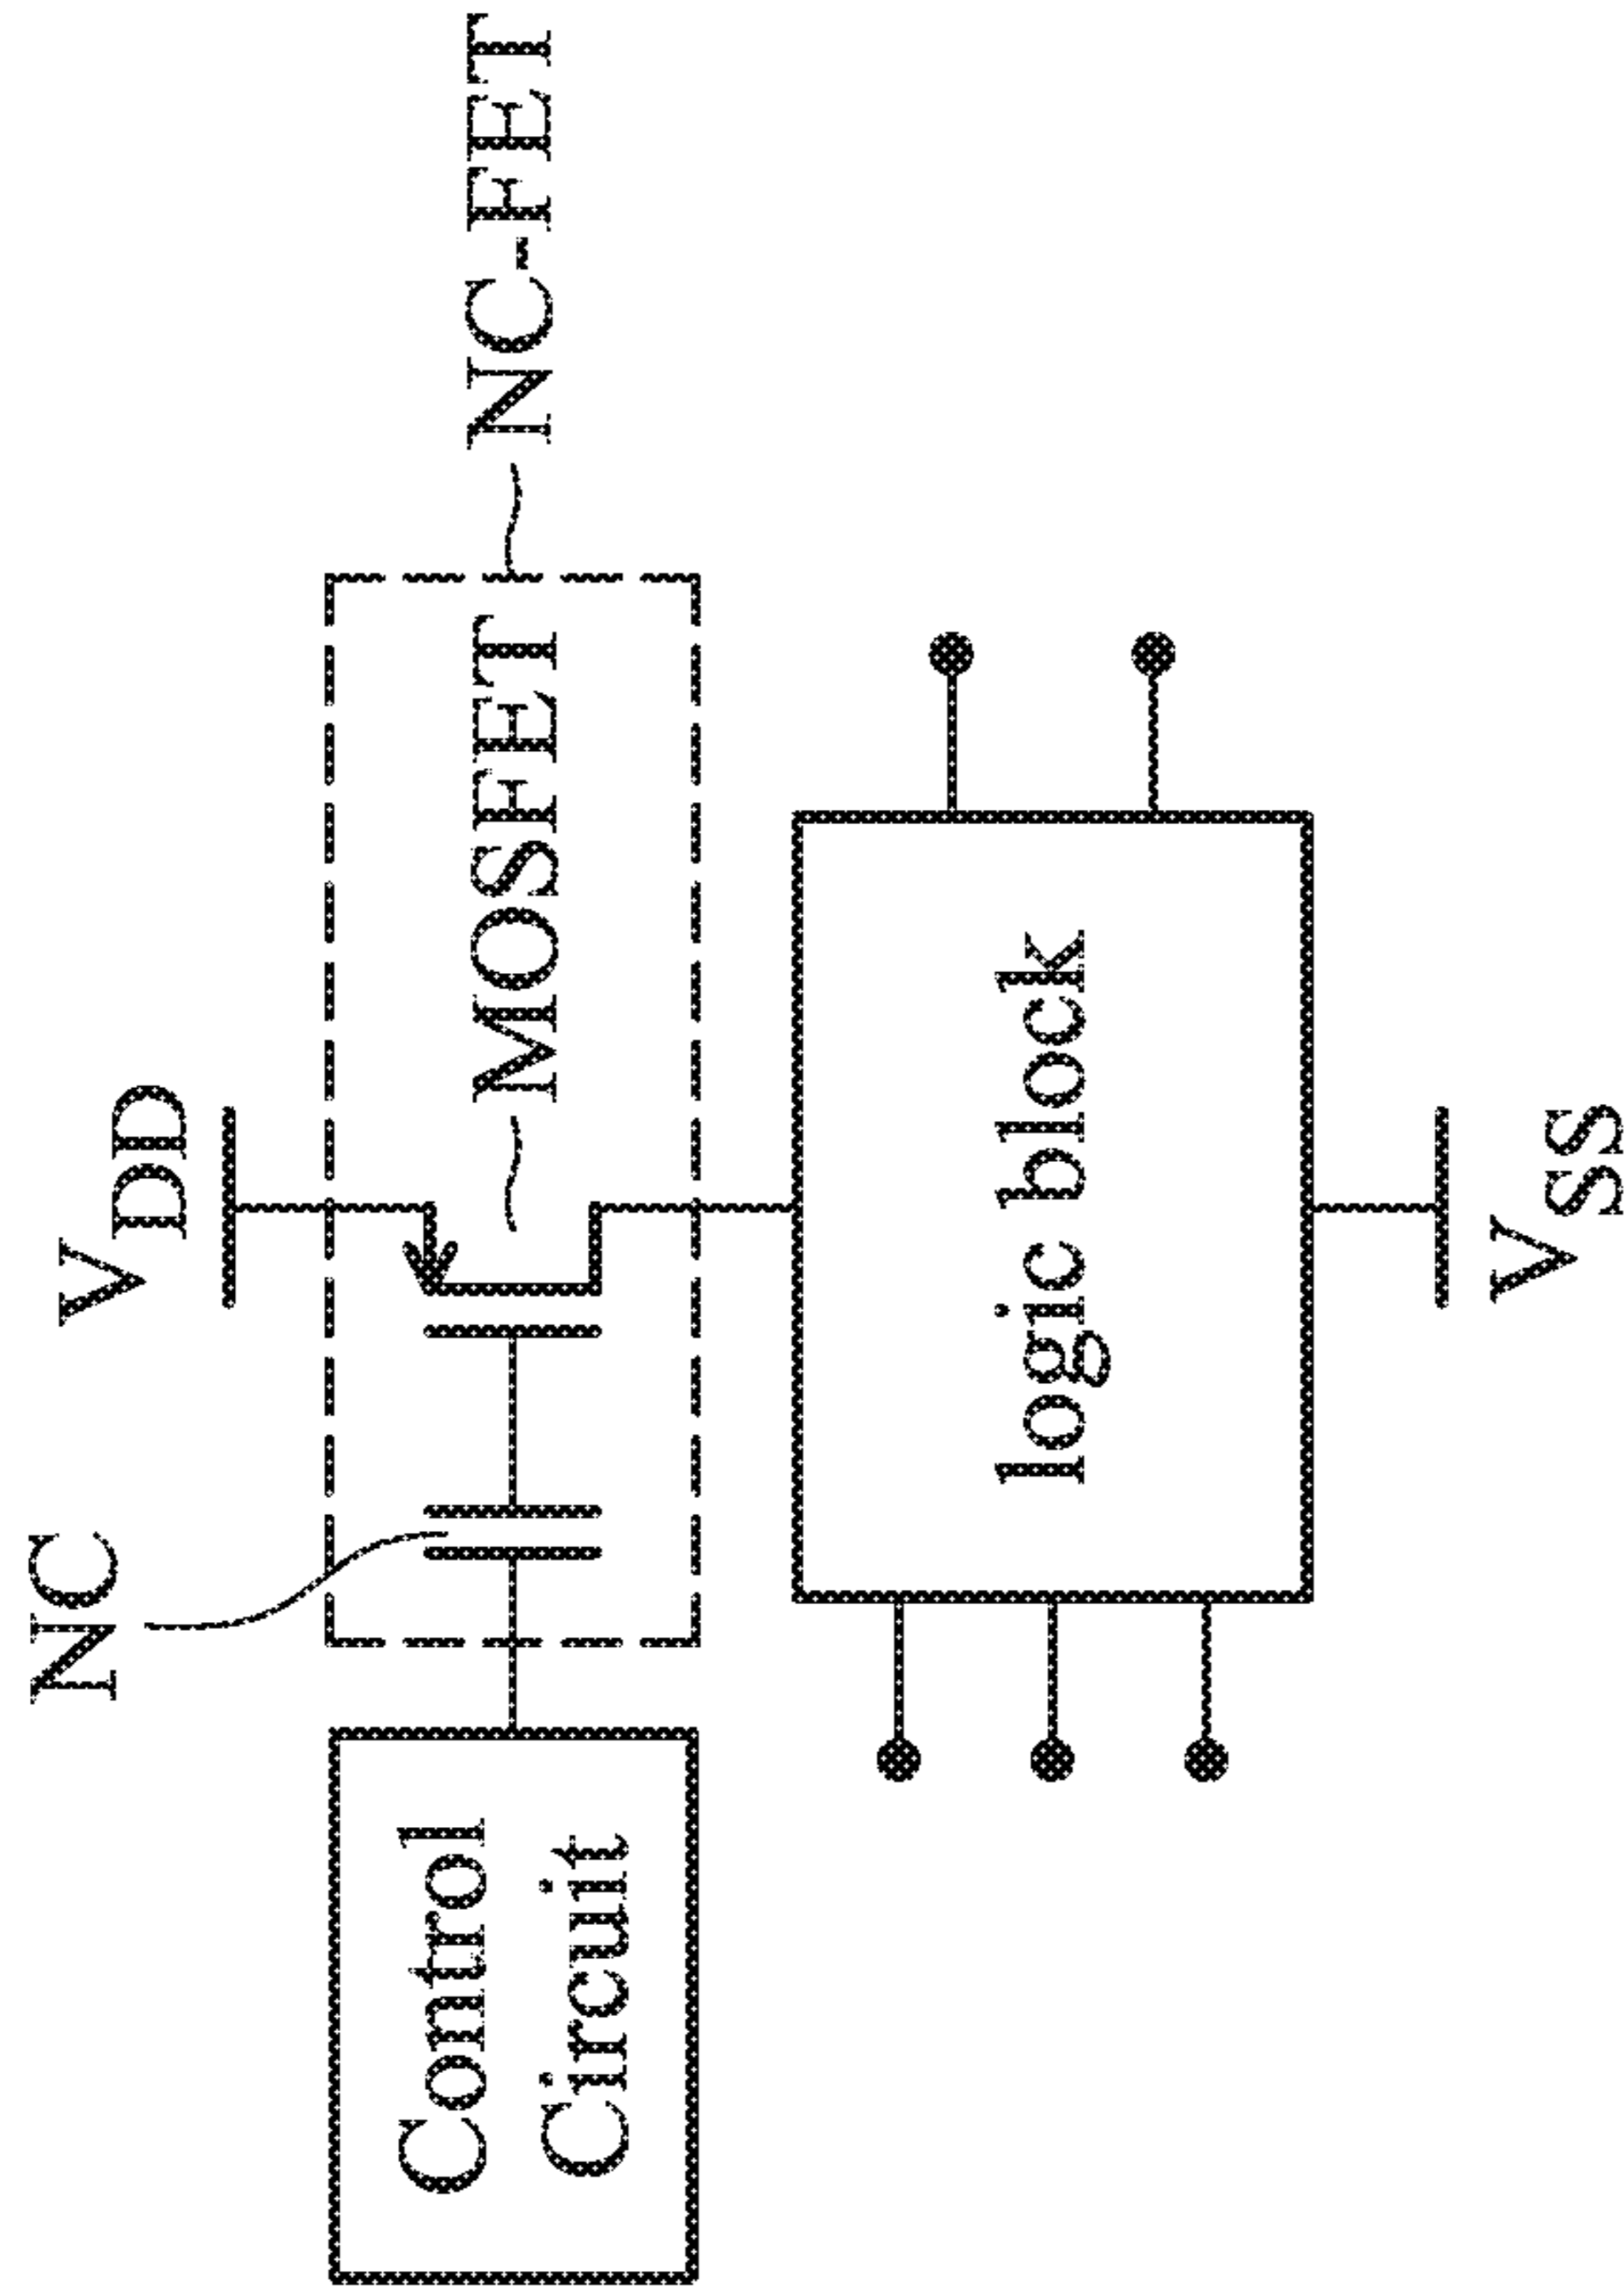 VDD
NC
MOSFET
NC-FET
Control
Circuit
logic block
VSS